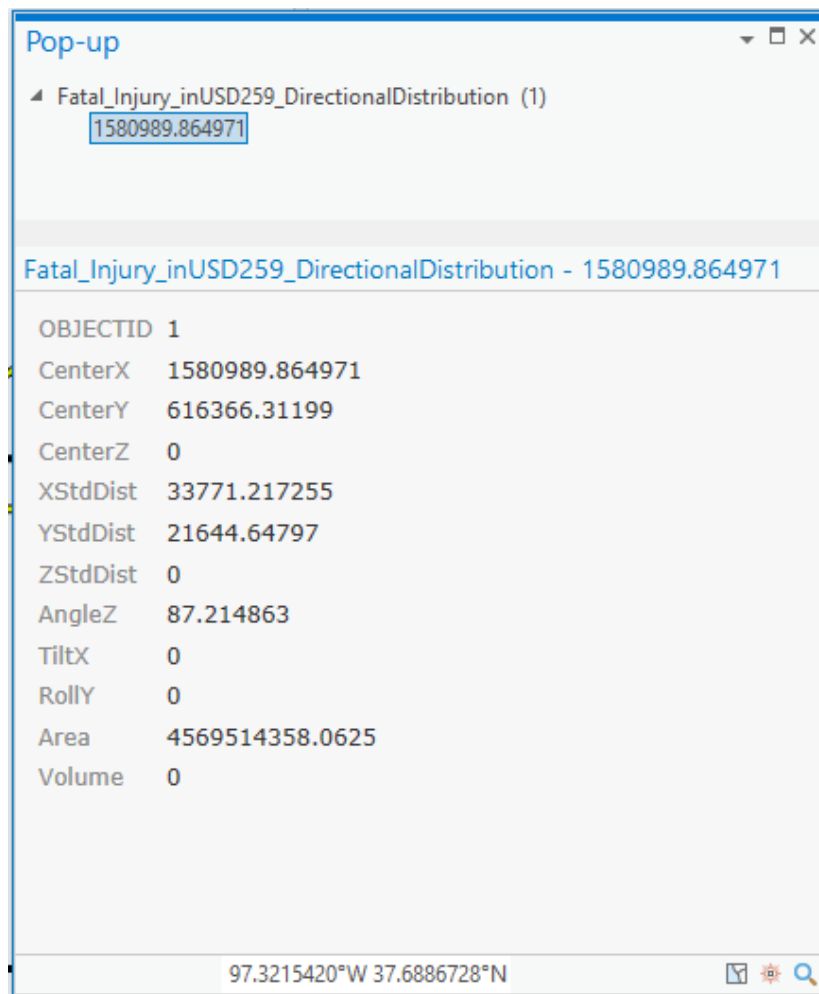 Pop-up
Fatal_Injury_inUSD259_DirectionalDistribution (1)
1580989.864971
Fatal_Injury_inUSD259_DirectionalDistribution - 1580989.864971
OBJECTID 1
CenterX 1580989.864971
CenterY 616366.31199
CenterZ 0
XStdDist 33771.217255
YStdDist 21644.64797
ZStdDist 0
AngleZ 87.214863
TiltX 0
RollY 0
Area 4569514358.0625
Volume 0
97.3215420°W 37.6886728°N